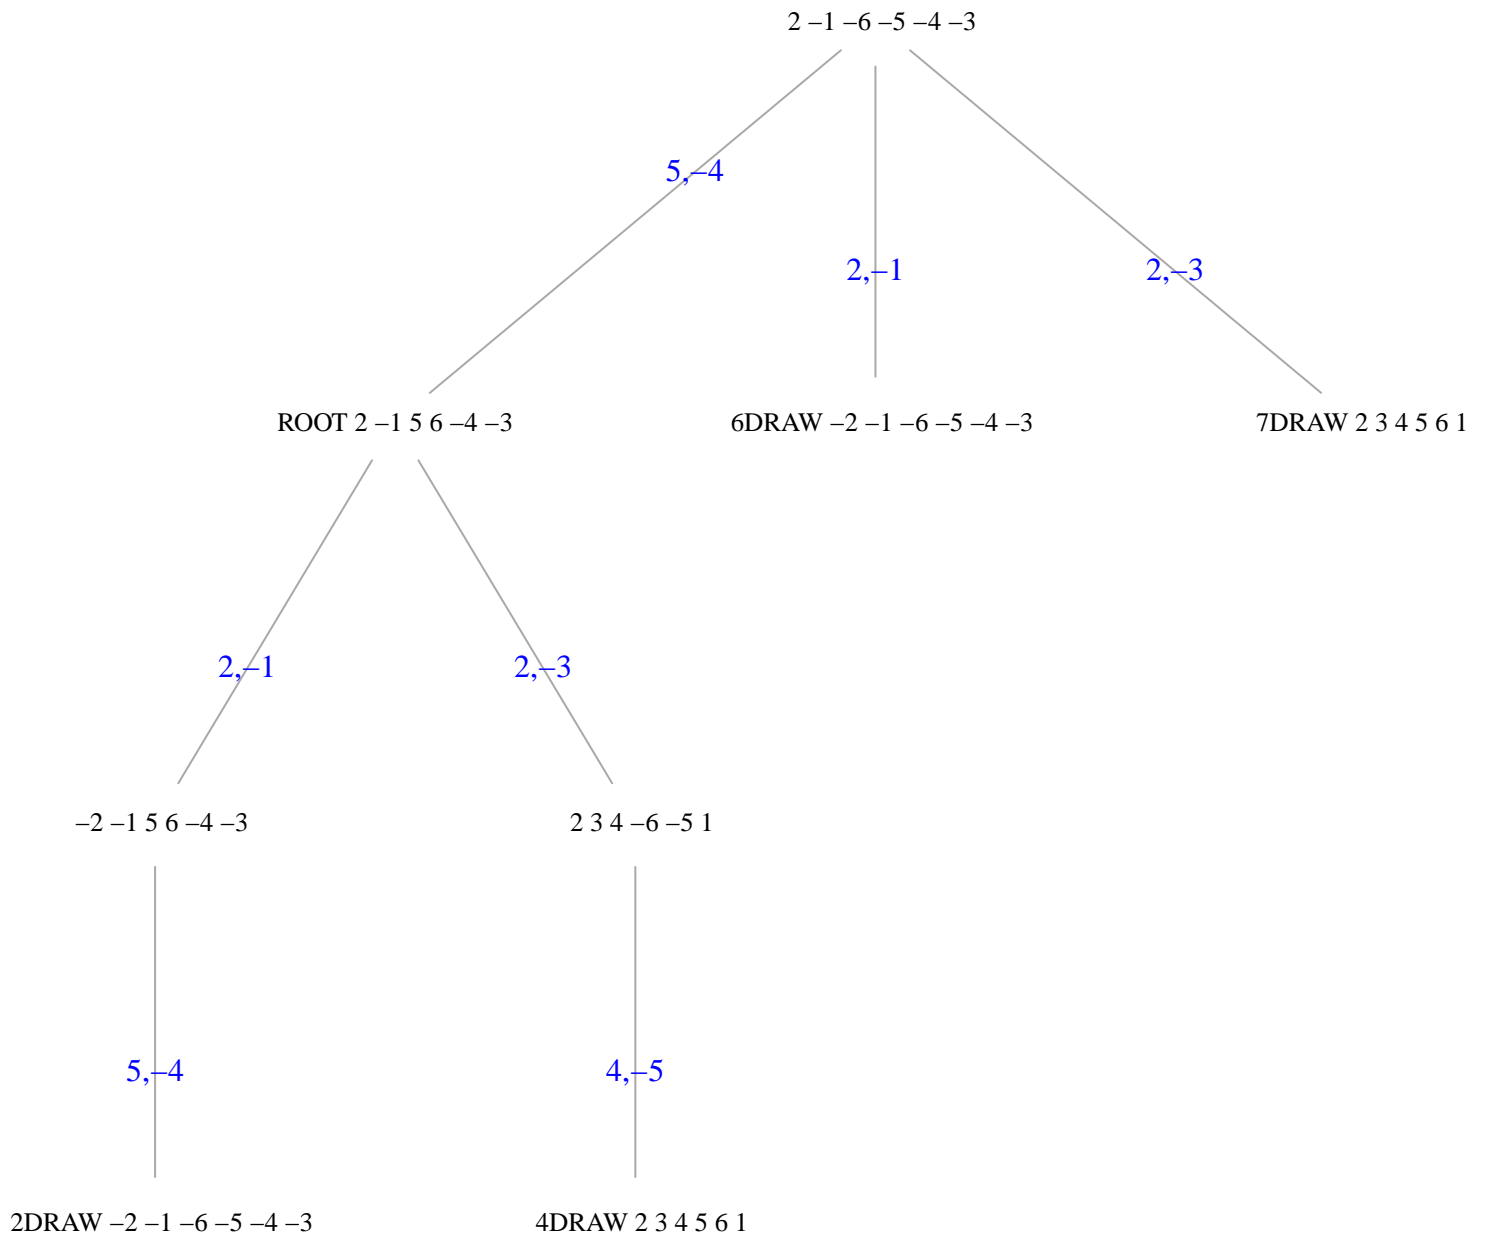 2 –1 –6 –5 –4 –3
5,–4
2,–1
2,–3
ROOT 2 –1 5 6 –4 –3
6DRAW –2 –1 –6 –5 –4 –3
7DRAW 2 3 4 5 6 1
2,–1
2,–3
–2 –1 5 6 –4 –3
2 3 4 –6 –5 1
5,–4
4,–5
2DRAW –2 –1 –6 –5 –4 –3
4DRAW 2 3 4 5 6 1